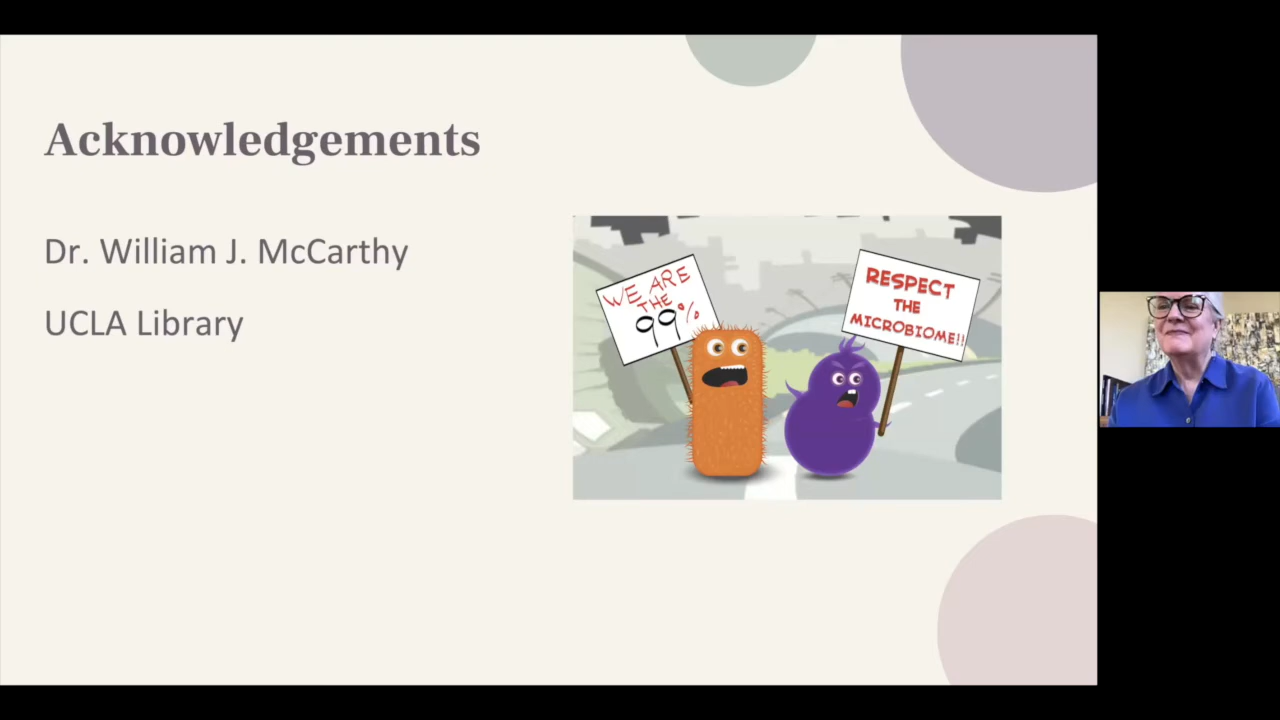 Acknowledgements
Dr. William J. McCarthy
UCLA Library
WE ARE
THE
99%
RESPECT
THE
MICROBIOME!!